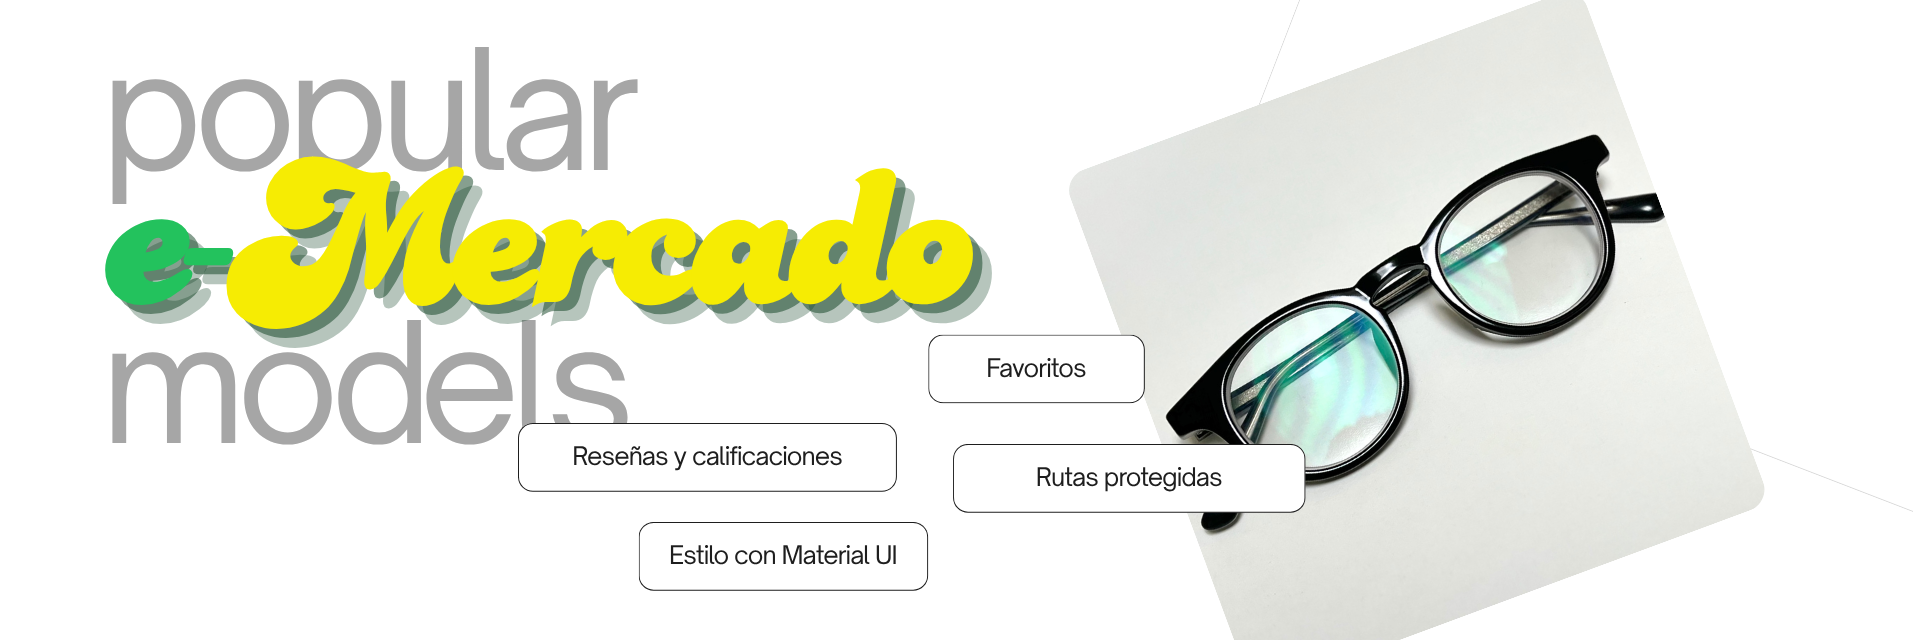 popular
e-Mercado
models
Favoritos
Reseñas y calificaciones
Rutas protegidas
Estilo con Material UI